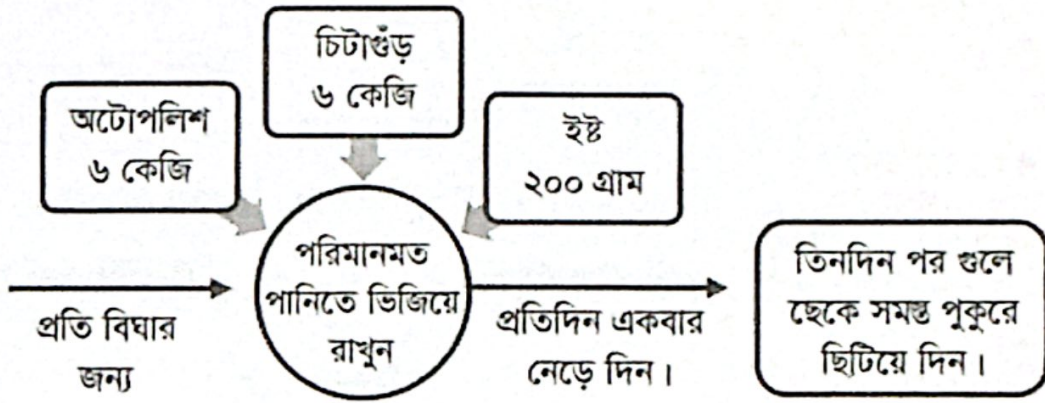 চিটাগুঁড়
৬ কেজি
অটোপলিশ
৬ কেজি
ইষ্ট
২০০ গ্রাম
পরিমানমত
পানিতে ভিজিয়ে
রাখুন
প্রতি বিঘার
জন্য
প্রতিদিন একবার
নেড়ে দিন।
তিনদিন পর গুলে
ছেকে সমস্ত পুকুরে
ছিটিয়ে দিন।